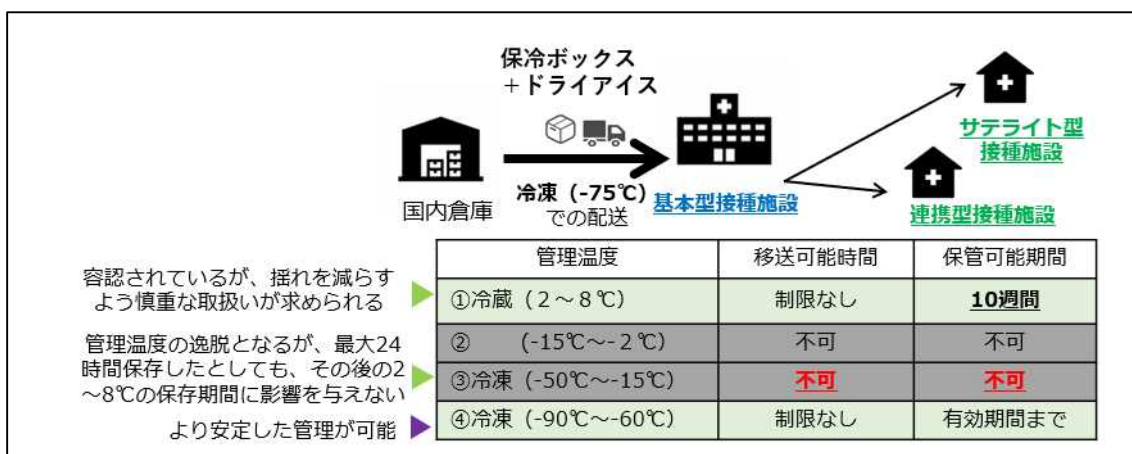 保冷ボックス
＋ドライアイス
国内倉庫
冷凍（-75℃）
での配送
基本型接種施設
サテライト型
接種施設
連携型接種施設
管理温度 移送可能時間 保管可能期間
容認されているが、揺れを減らす
よう慎重な取扱いが求められる
①冷蔵（2～8℃） 制限なし 10週間
管理温度の逸脱となるが、最大24
時間保存したとしても、その後の2
～8℃の保存期間に影響を与えない
② (-15℃～-2℃) 不可 不可
③冷凍（-50℃～-15℃） 不可 不可
より安定した管理が可能
④冷凍（-90℃～-60℃） 制限なし 有効期間まで